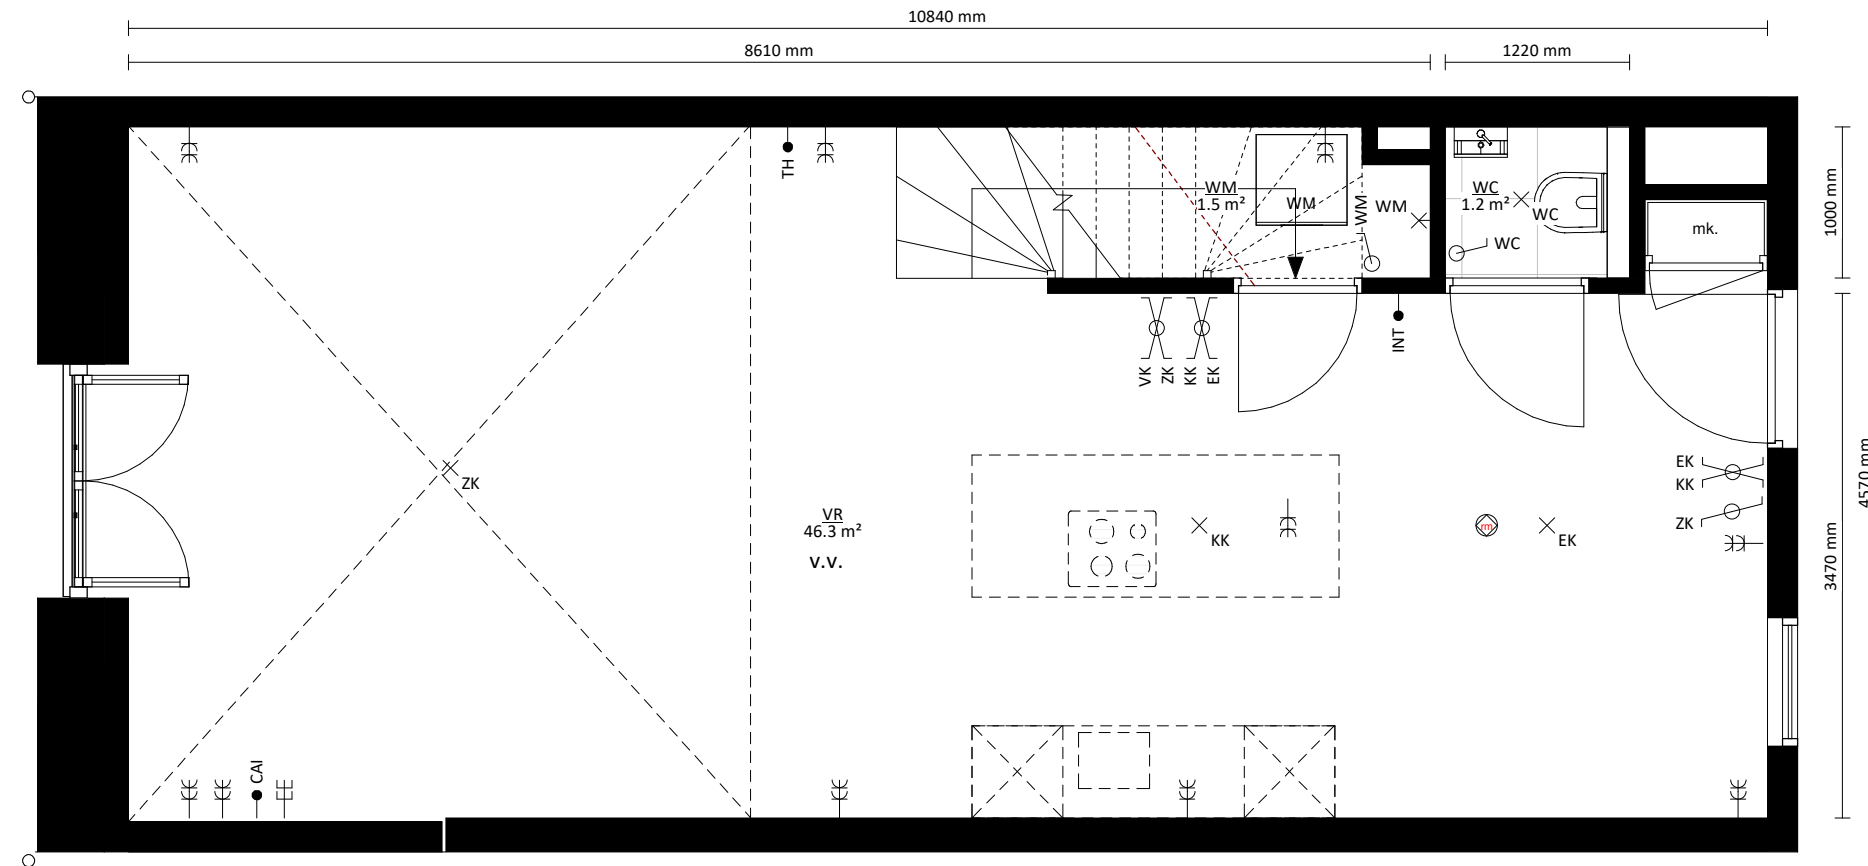 10840 mm
8610 mm
1220 mm
TH
WM
1.5 m²
WM
WM
WM
WC
1.2 m²
WC
WC
mk.
1000 mm
VK
ZK
KK
EK
INT
ZK
VR
46.3 m²
v.v.
KK
rm
EK
EK
KK
ZK
3470 mm
4570 mm
CAI